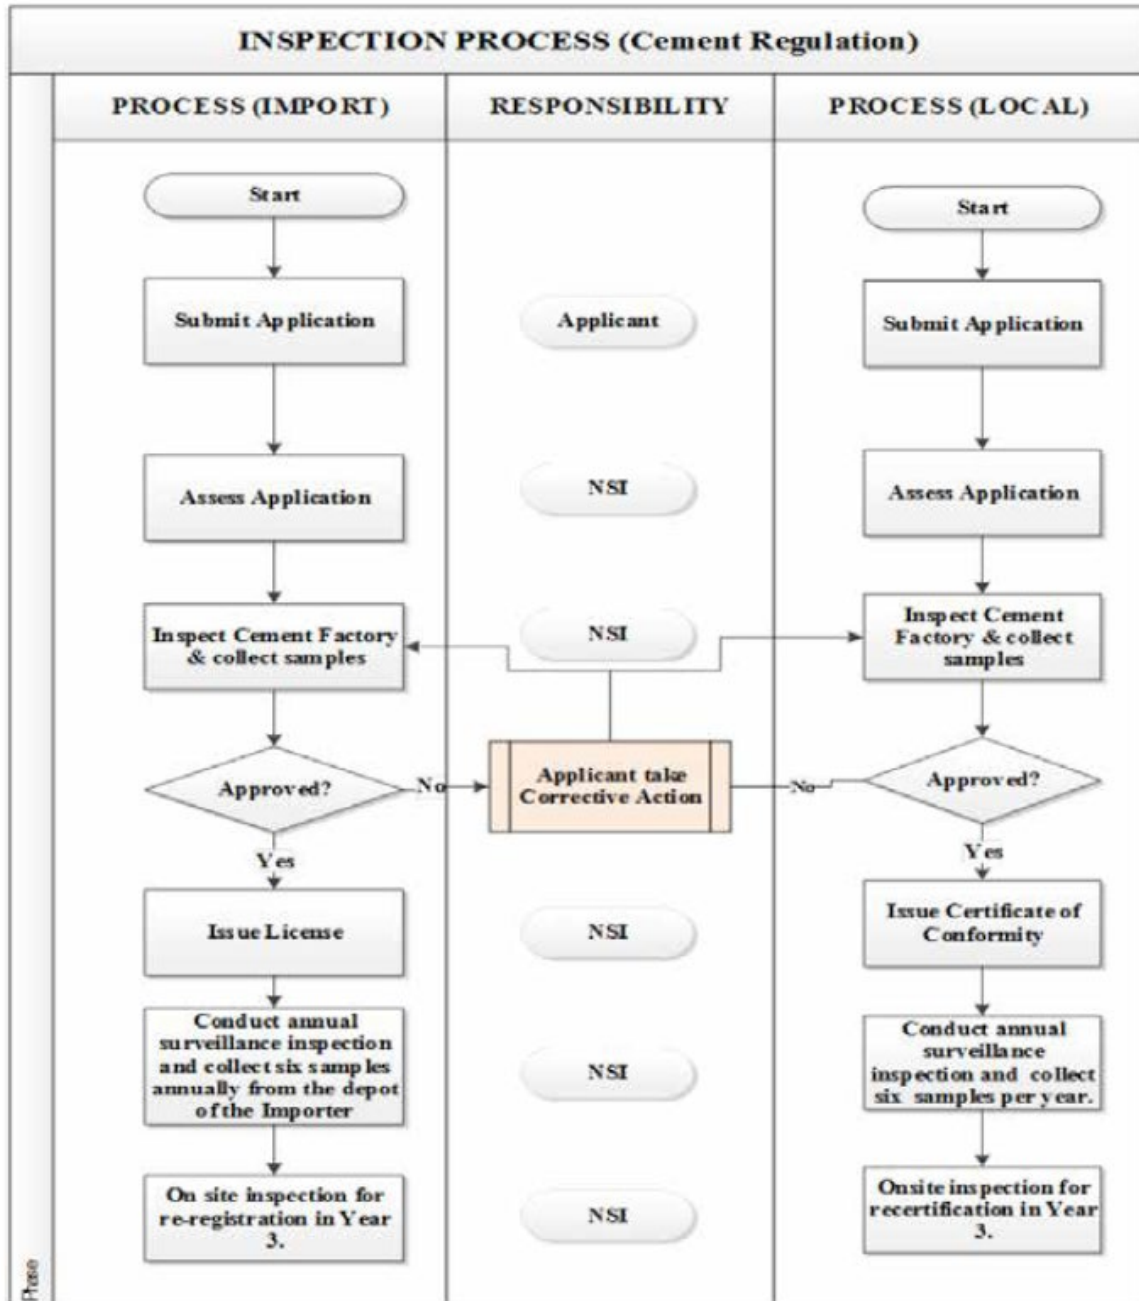 INSPECTION PROCESS (Cement Regulation)
PROCESS (IMPORT)
RESPONSIBILITY
PROCESS (LOCAL)
Start
Start
Submit Application
Applicant
Submit Application
Assess Application
NSI
Assess Application
Inspect Cement Factory
& collect samples
NSI
Inspect Cement
Factory & collect
samples
Approved?
No
Applicant take
Corrective Action
No
Approved?
Yes
Yes
Issue License
NSI
Issue Certificate of
Conformity
Conduct annual
surveillance inspection
and collect six samples
annually from the depot
of the Importer
NSI
Conduct annual
surveillance
inspection and collect
six samples per year.
On site inspection for
re-registration in Year
3.
NSI
Onsite inspection for
recertification in Year
3.
Phase